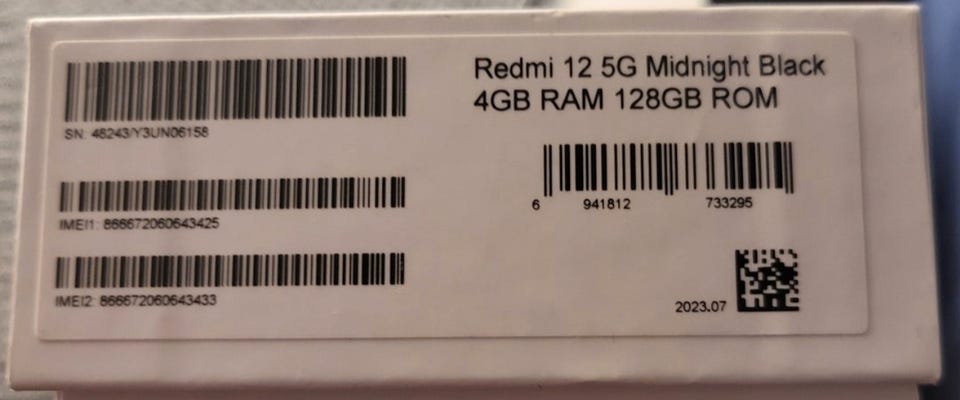 Redmi 12 5G Midnight Black
4GB RAM 128GB ROM
SN: 46243/Y3UN06158
6 941812 733295
IMEI1: 866672060643425
IMEI2: 866672060643433
2023.07